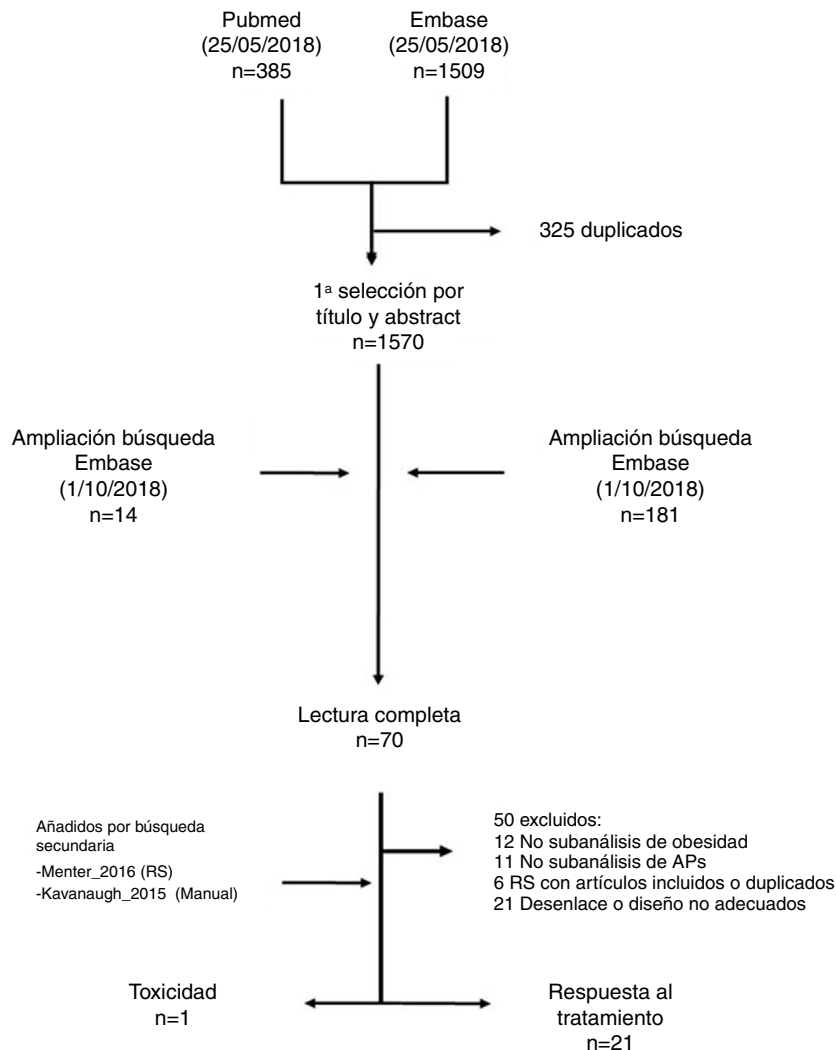 Pubmed
(25/05/2018)
n=385
Embase
(25/05/2018)
n=1509
325 duplicados
1ª selección por
título y abstract
n=1570
Ampliación búsqueda
Embase
(1/10/2018)
n=14
Ampliación búsqueda
Embase
(1/10/2018)
n=181
Lectura completa
n=70
Añadidos por búsqueda
secundaria
-Menter_2016 (RS)
-Kavanaugh_2015 (Manual)
50 excluidos:
12 No subanálisis de obesidad
11 No subanálisis de APs
6 RS con artículos incluidos o duplicados
21 Desenlace o diseño no adecuados
Toxicidad
n=1
Respuesta al
tratamiento
n=21